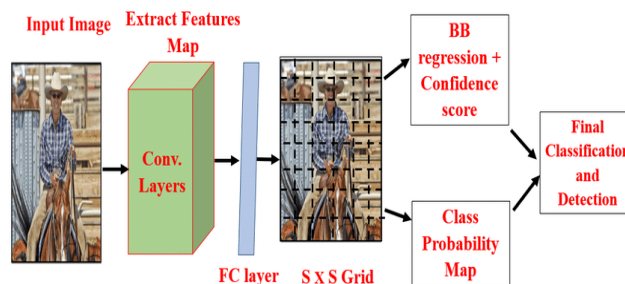 Input Image
Extract Features
Map
Conv.
Layers
FC layer
S X S Grid
BB
regression +
Confidence
score
Class
Probability
Map
Final
Classification
and
Detection